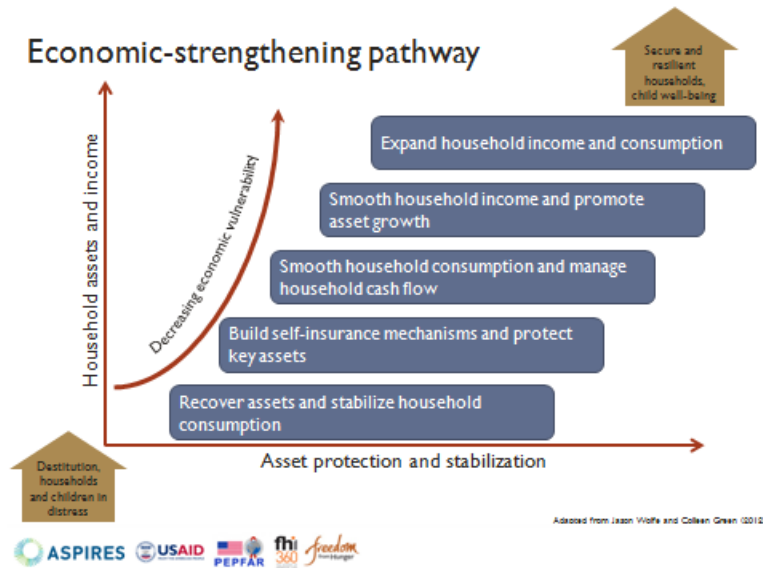 Economic-strengthening pathway
Secure and
resilient
households,
child well-being
Household assets and income
Decreasing economic vulnerability
Expand household income and consumption
Smooth household income and promote
asset growth
Smooth household consumption and manage
household cash flow
Build self-insurance mechanisms and protect
key assets
Recover assets and stabilize household
consumption
Asset protection and stabilization
Destitution,
households
and children in
distress
Adapted from Jason Wolfe and Colleen Green (2012
ASPIRES
USAID
PEPFAR
fhi
360
freedom
from hunger